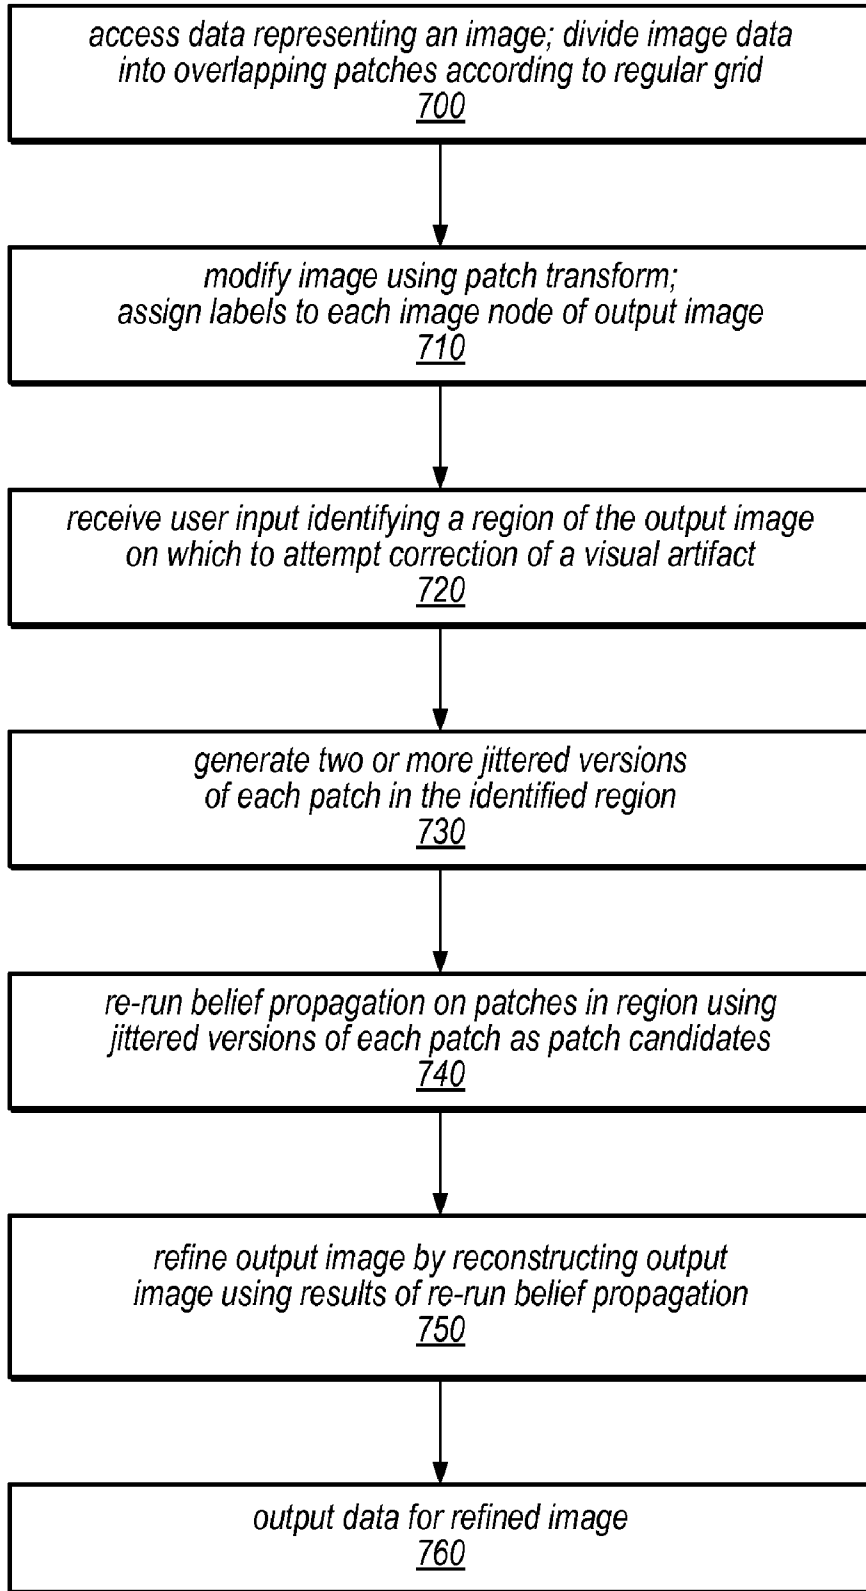 access data representing an image; divide image data
into overlapping patches according to regular grid
700
modify image using patch transform;
assign labels to each image node of output image
710
receive user input identifying a region of the output image
on which to attempt correction of a visual artifact
720
generate two or more jittered versions
of each patch in the identified region
730
re-run belief propagation on patches in region using
jittered versions of each patch as patch candidates
740
refine output image by reconstructing output
image using results of re-run belief propagation
750
output data for refined image
760